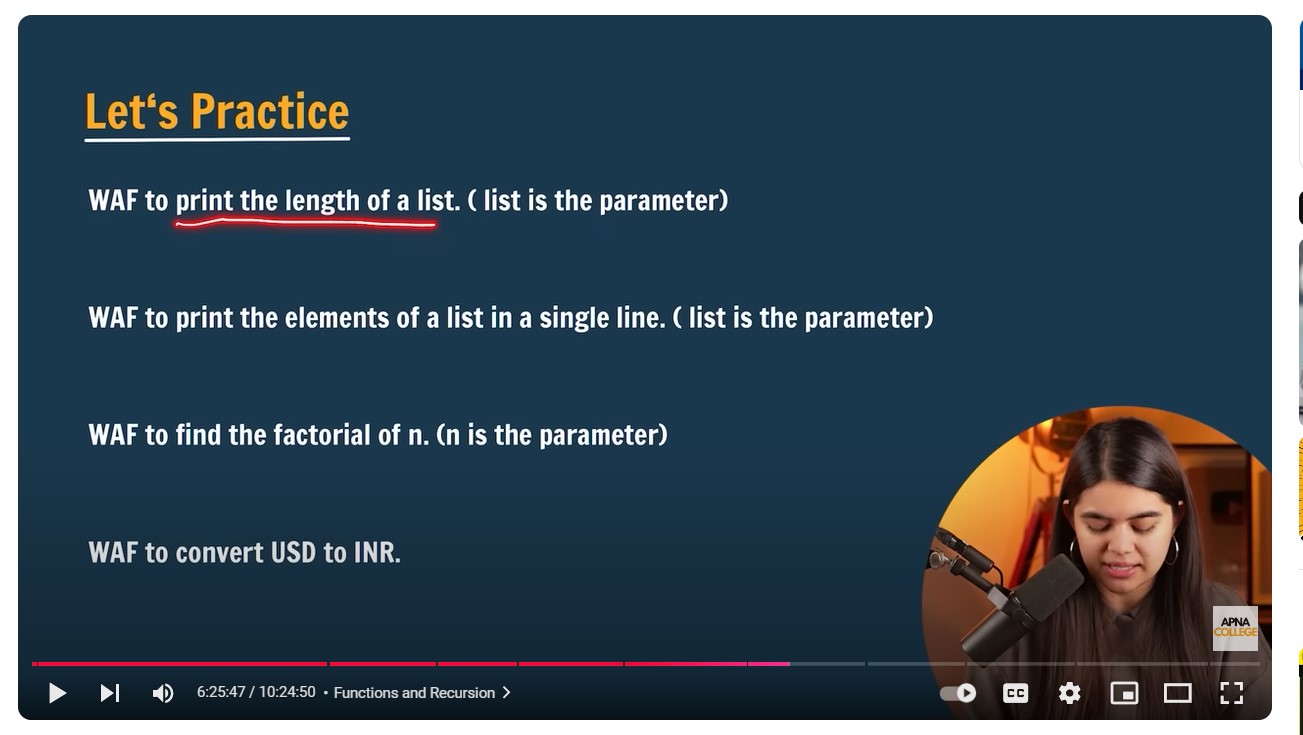 Let‘s Practice
WAF to print the length of a list. ( list is the parameter)
WAF to print the elements of a list in a single line. ( list is the parameter)
WAF to find the factorial of n. (n is the parameter)
WAF to convert USD to INR.
APNA
COLLEGE
6:25:47 / 10:24:50 • Functions and Recursion
CC